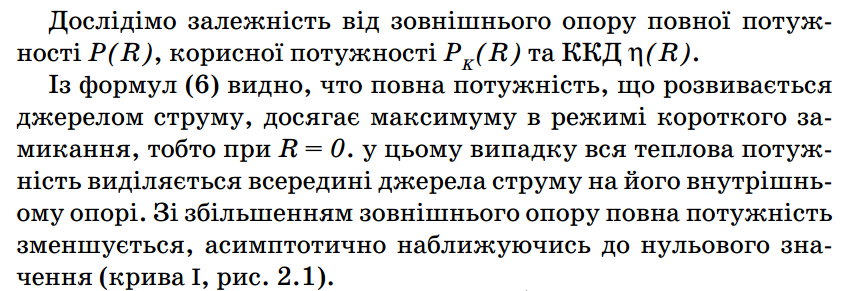 Дослідімо залежність від зовнішнього опору повної потуж-
ності P(R), корисної потужності P_K(R) та ККД η(R).
Із формул (6) видно, що повна потужність, що розвивається
джерелом струму, досягає максимуму в режимі короткого за-
микання, тобто при R = 0. у цьому випадку вся теплова потуж-
ність виділяється всередині джерела струму на його внутрішнь-
ому опорі. Зі збільшенням зовнішнього опору повна потужність
зменшується, асимптотично наближуючись до нульового зна-
чення (крива I, рис. 2.1).